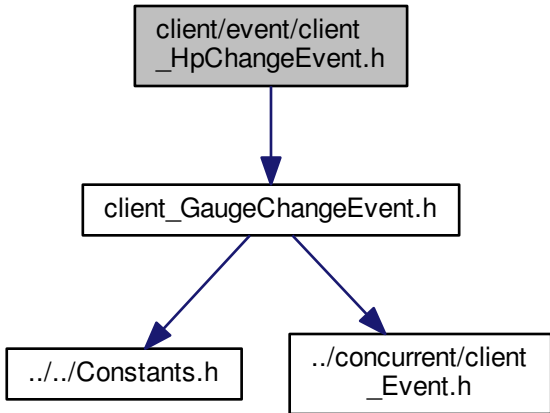 client/event/client
_HpChangeEvent.h
client_GaugeChangeEvent.h
../../Constants.h
../concurrent/client
_Event.h